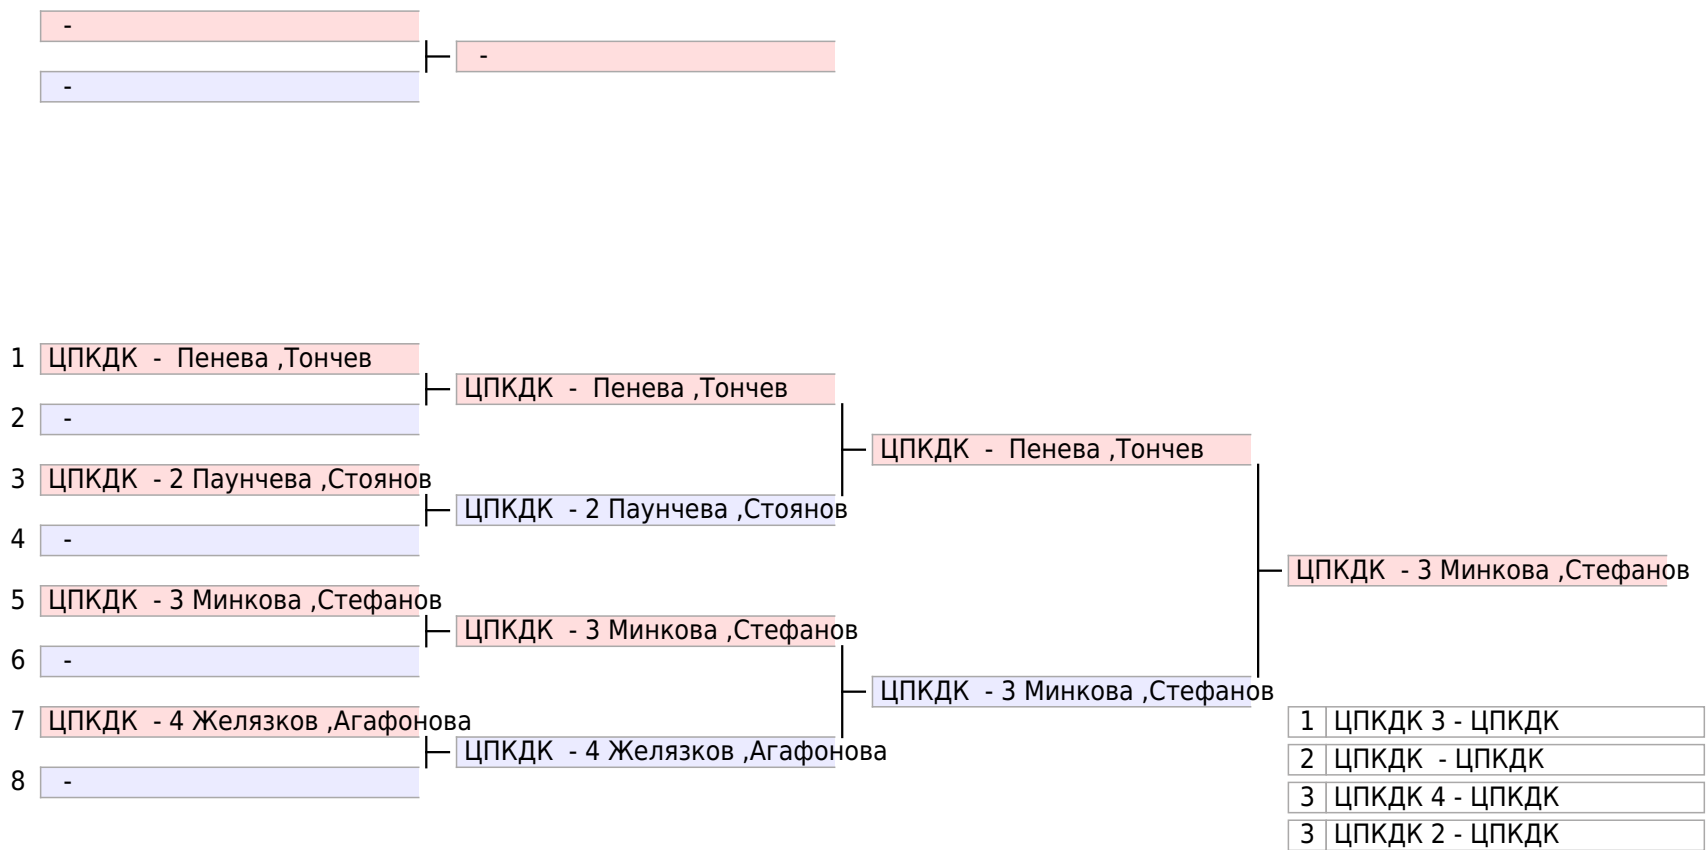 -
-
-
1 ЦПКДК - Пенева ,Тончев
ЦПКДК - Пенева ,Тончев
2 -
ЦПКДК - Пенева ,Тончев
3 ЦПКДК - 2 Паунчева ,Стоянов
ЦПКДК - 2 Паунчева ,Стоянов
4 -
ЦПКДК - 3 Минкова ,Стефанов
5 ЦПКДК - 3 Минкова ,Стефанов
ЦПКДК - 3 Минкова ,Стефанов
6 -
ЦПКДК - 3 Минкова ,Стефанов
7 ЦПКДК - 4 Желязков ,Агафонова
ЦПКДК - 4 Желязков ,Агафонова
8 -
1 ЦПКДК 3 - ЦПКДК
2 ЦПКДК - ЦПКДК
3 ЦПКДК 4 - ЦПКДК
3 ЦПКДК 2 - ЦПКДК